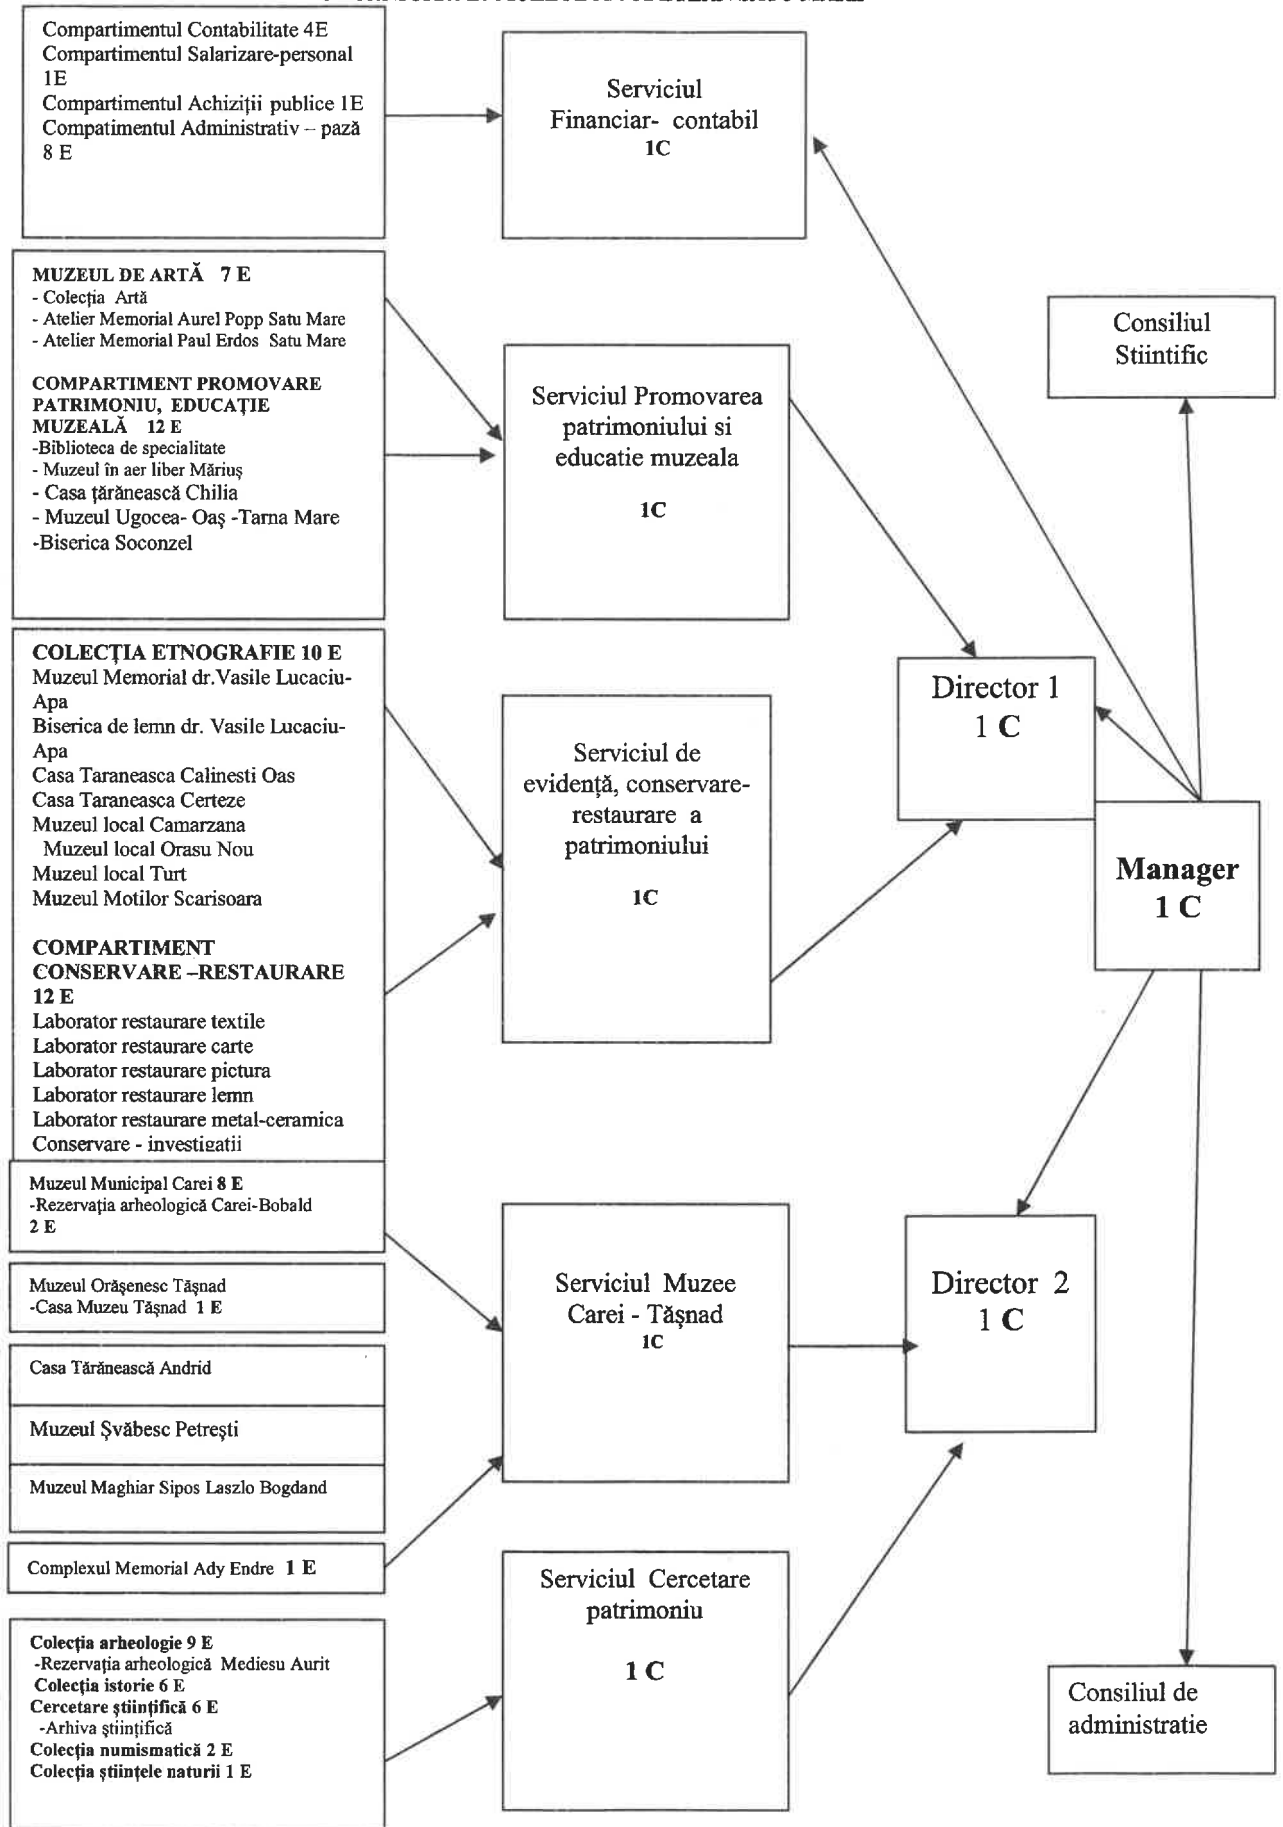 Compartimentul Contabilitate 4E
Compartimentul Salarizare-personal
1E
Compartimentul Achiziții publice 1E
Compatimentul Administrativ – pază
8 E
Serviciul
Financiar- contabil
1C
MUZEUL DE ARTĂ 7 E
- Colecția Artă
- Atelier Memorial Aurel Popp Satu Mare
- Atelier Memorial Paul Erdos Satu Mare
COMPARTIMENT PROMOVARE
PATRIMONIU, EDUCAȚIE
MUZEALĂ 12 E
-Biblioteca de specialitate
- Muzeul în aer liber Măriuș
- Casa țărănească Chilia
- Muzeul Ugocea- Oaș -Tarna Mare
-Biserica Soconzel
Serviciul Promovarea
patrimoniului si
educatie muzeala
1C
Consiliul
Stiintific
COLECȚIA ETNOGRAFIE 10 E
Muzeul Memorial dr.Vasile Lucaciu-
Apa
Biserica de lemn dr. Vasile Lucaciu-
Apa
Casa Taraneasca Calinesti Oas
Casa Taraneasca Certeze
Muzeul local Camarzana
Muzeul local Orasu Nou
Muzeul local Turt
Muzeul Motilor Scarisoara
COMPARTIMENT
CONSERVARE –RESTAURARE
12 E
Laborator restaurare textile
Laborator restaurare carte
Laborator restaurare pictura
Laborator restaurare lemn
Laborator restaurare metal-ceramica
Conservare - investigatii
Serviciul de
evidență, conservare-
restaurare a
patrimoniului
1C
Director 1
1 C
Manager
1 C
Muzeul Municipal Carei 8 E
-Rezervația arheologică Carei-Bobald
2 E
Muzeul Orășenesc Tășnad
-Casa Muzeu Tășnad 1 E
Casa Tărănească Andrid
Muzeul Șvăbesc Petrești
Muzeul Maghiar Sipos Laszlo Bogdand
Complexul Memorial Ady Endre 1 E
Serviciul Muzee
Carei - Tășnad
1C
Director 2
1 C
Colecția arheologie 9 E
-Rezervația arheologică Mediesu Aurit
Colecția istorie 6 E
Cercetare științifică 6 E
-Arhiva științifică
Colecția numismatică 2 E
Colecția științele naturii 1 E
Serviciul Cercetare
patrimoniu
1 C
Consiliul de
administratie